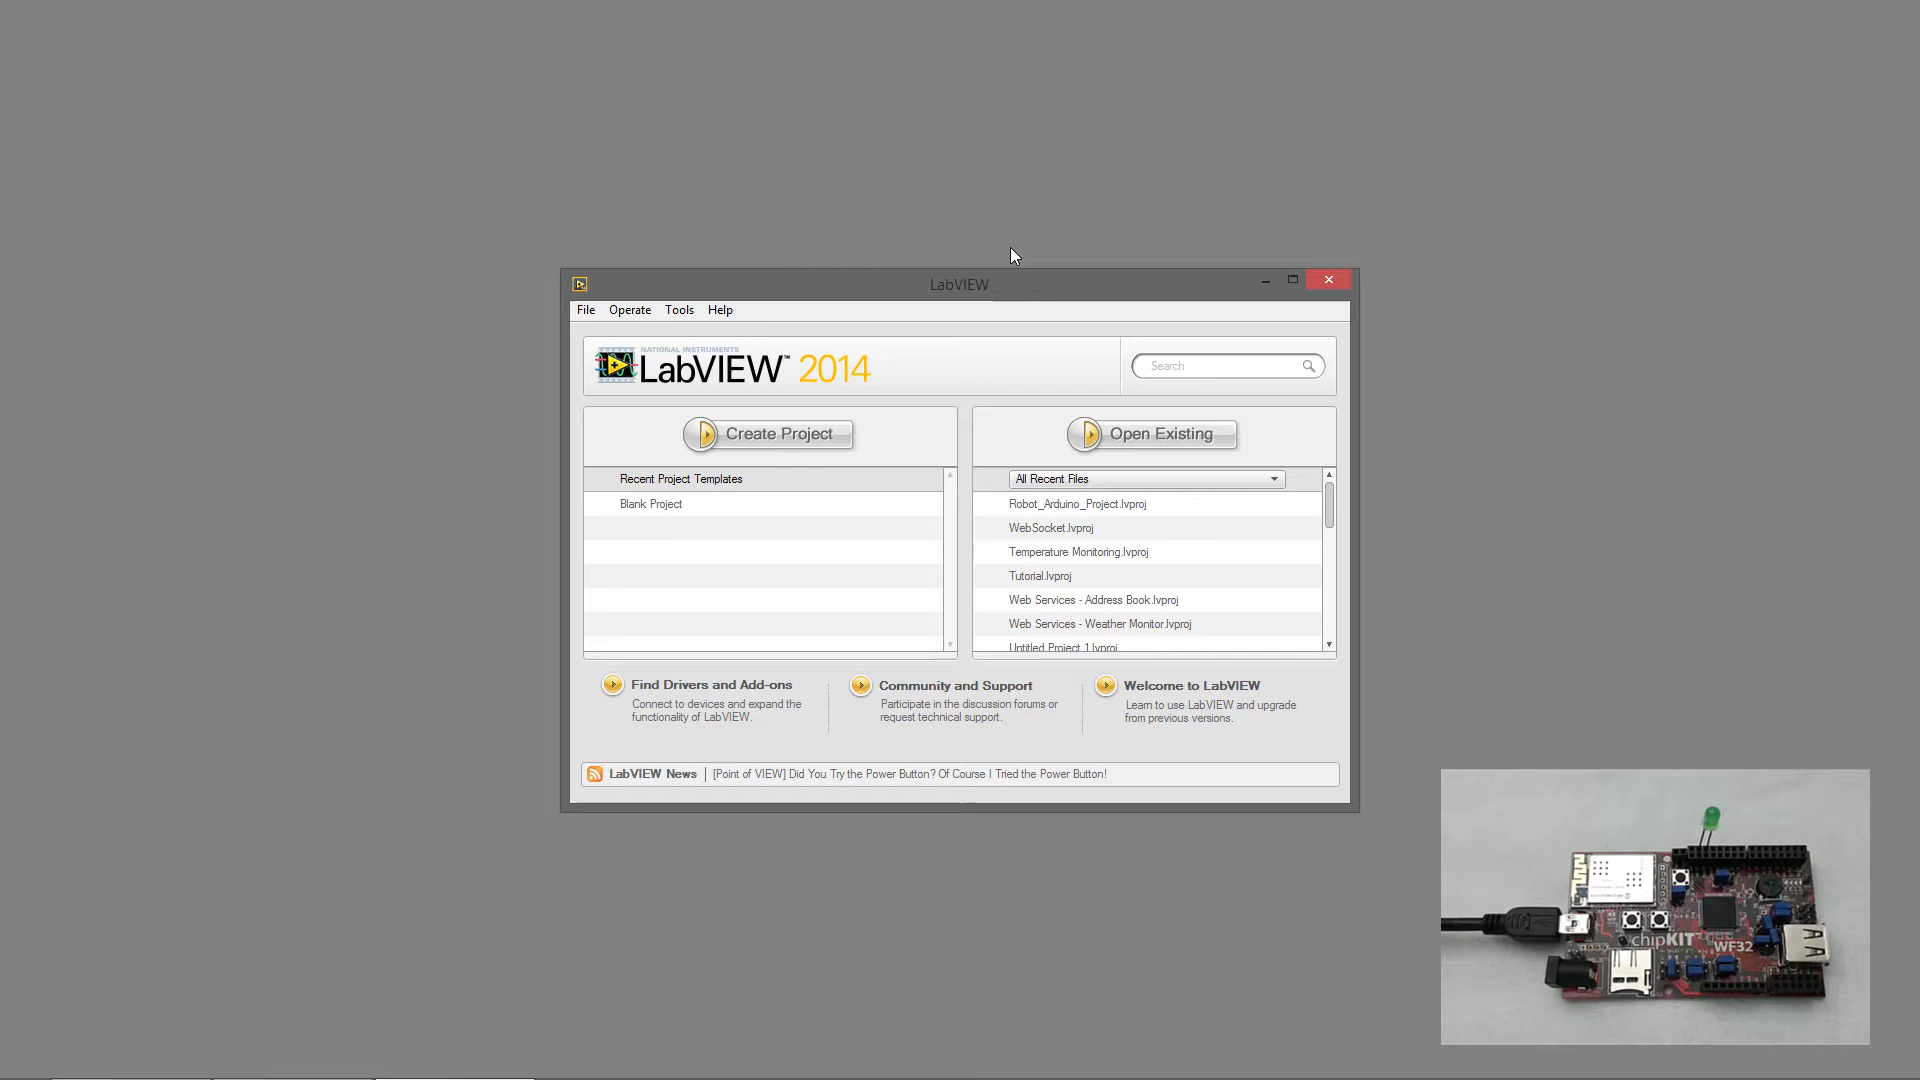 LabVIEW
File Operate Tools Help
NATIONAL INSTRUMENTS
LabVIEW™ 2014
Search
Create Project
Open Existing
Recent Project Templates
All Recent Files
Blank Project
Robot_Arduino_Project.lvproj
WebSocket.lvproj
Temperature Monitoring.lvproj
Tutorial.lvproj
Web Services - Address Book.lvproj
Web Services - Weather Monitor.lvproj
Untitled Project 1.lvproj
Find Drivers and Add-ons
Connect to devices and expand the
functionality of LabVIEW.
Community and Support
Participate in the discussion forums or
request technical support.
Welcome to LabVIEW
Learn to use LabVIEW and upgrade
from previous versions.
LabVIEW News
[Point of VIEW] Did You Try the Power Button? Of Course I Tried the Power Button!
chipKIT
WF32